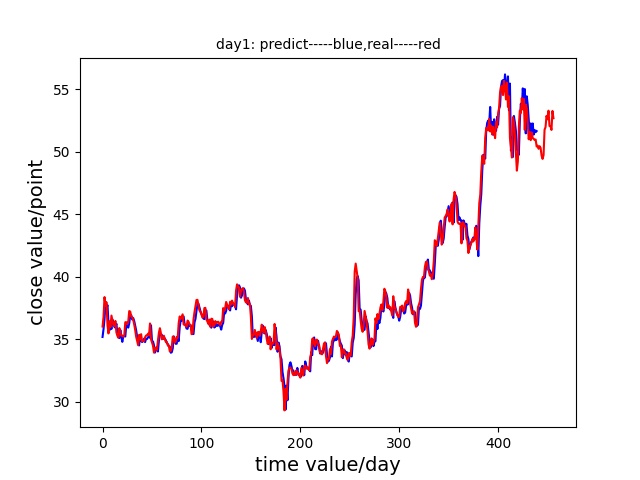 day1: predict-----blue,real-----red
close value/point
55
50
45
40
35
30
0 100 200 300 400
time value/day